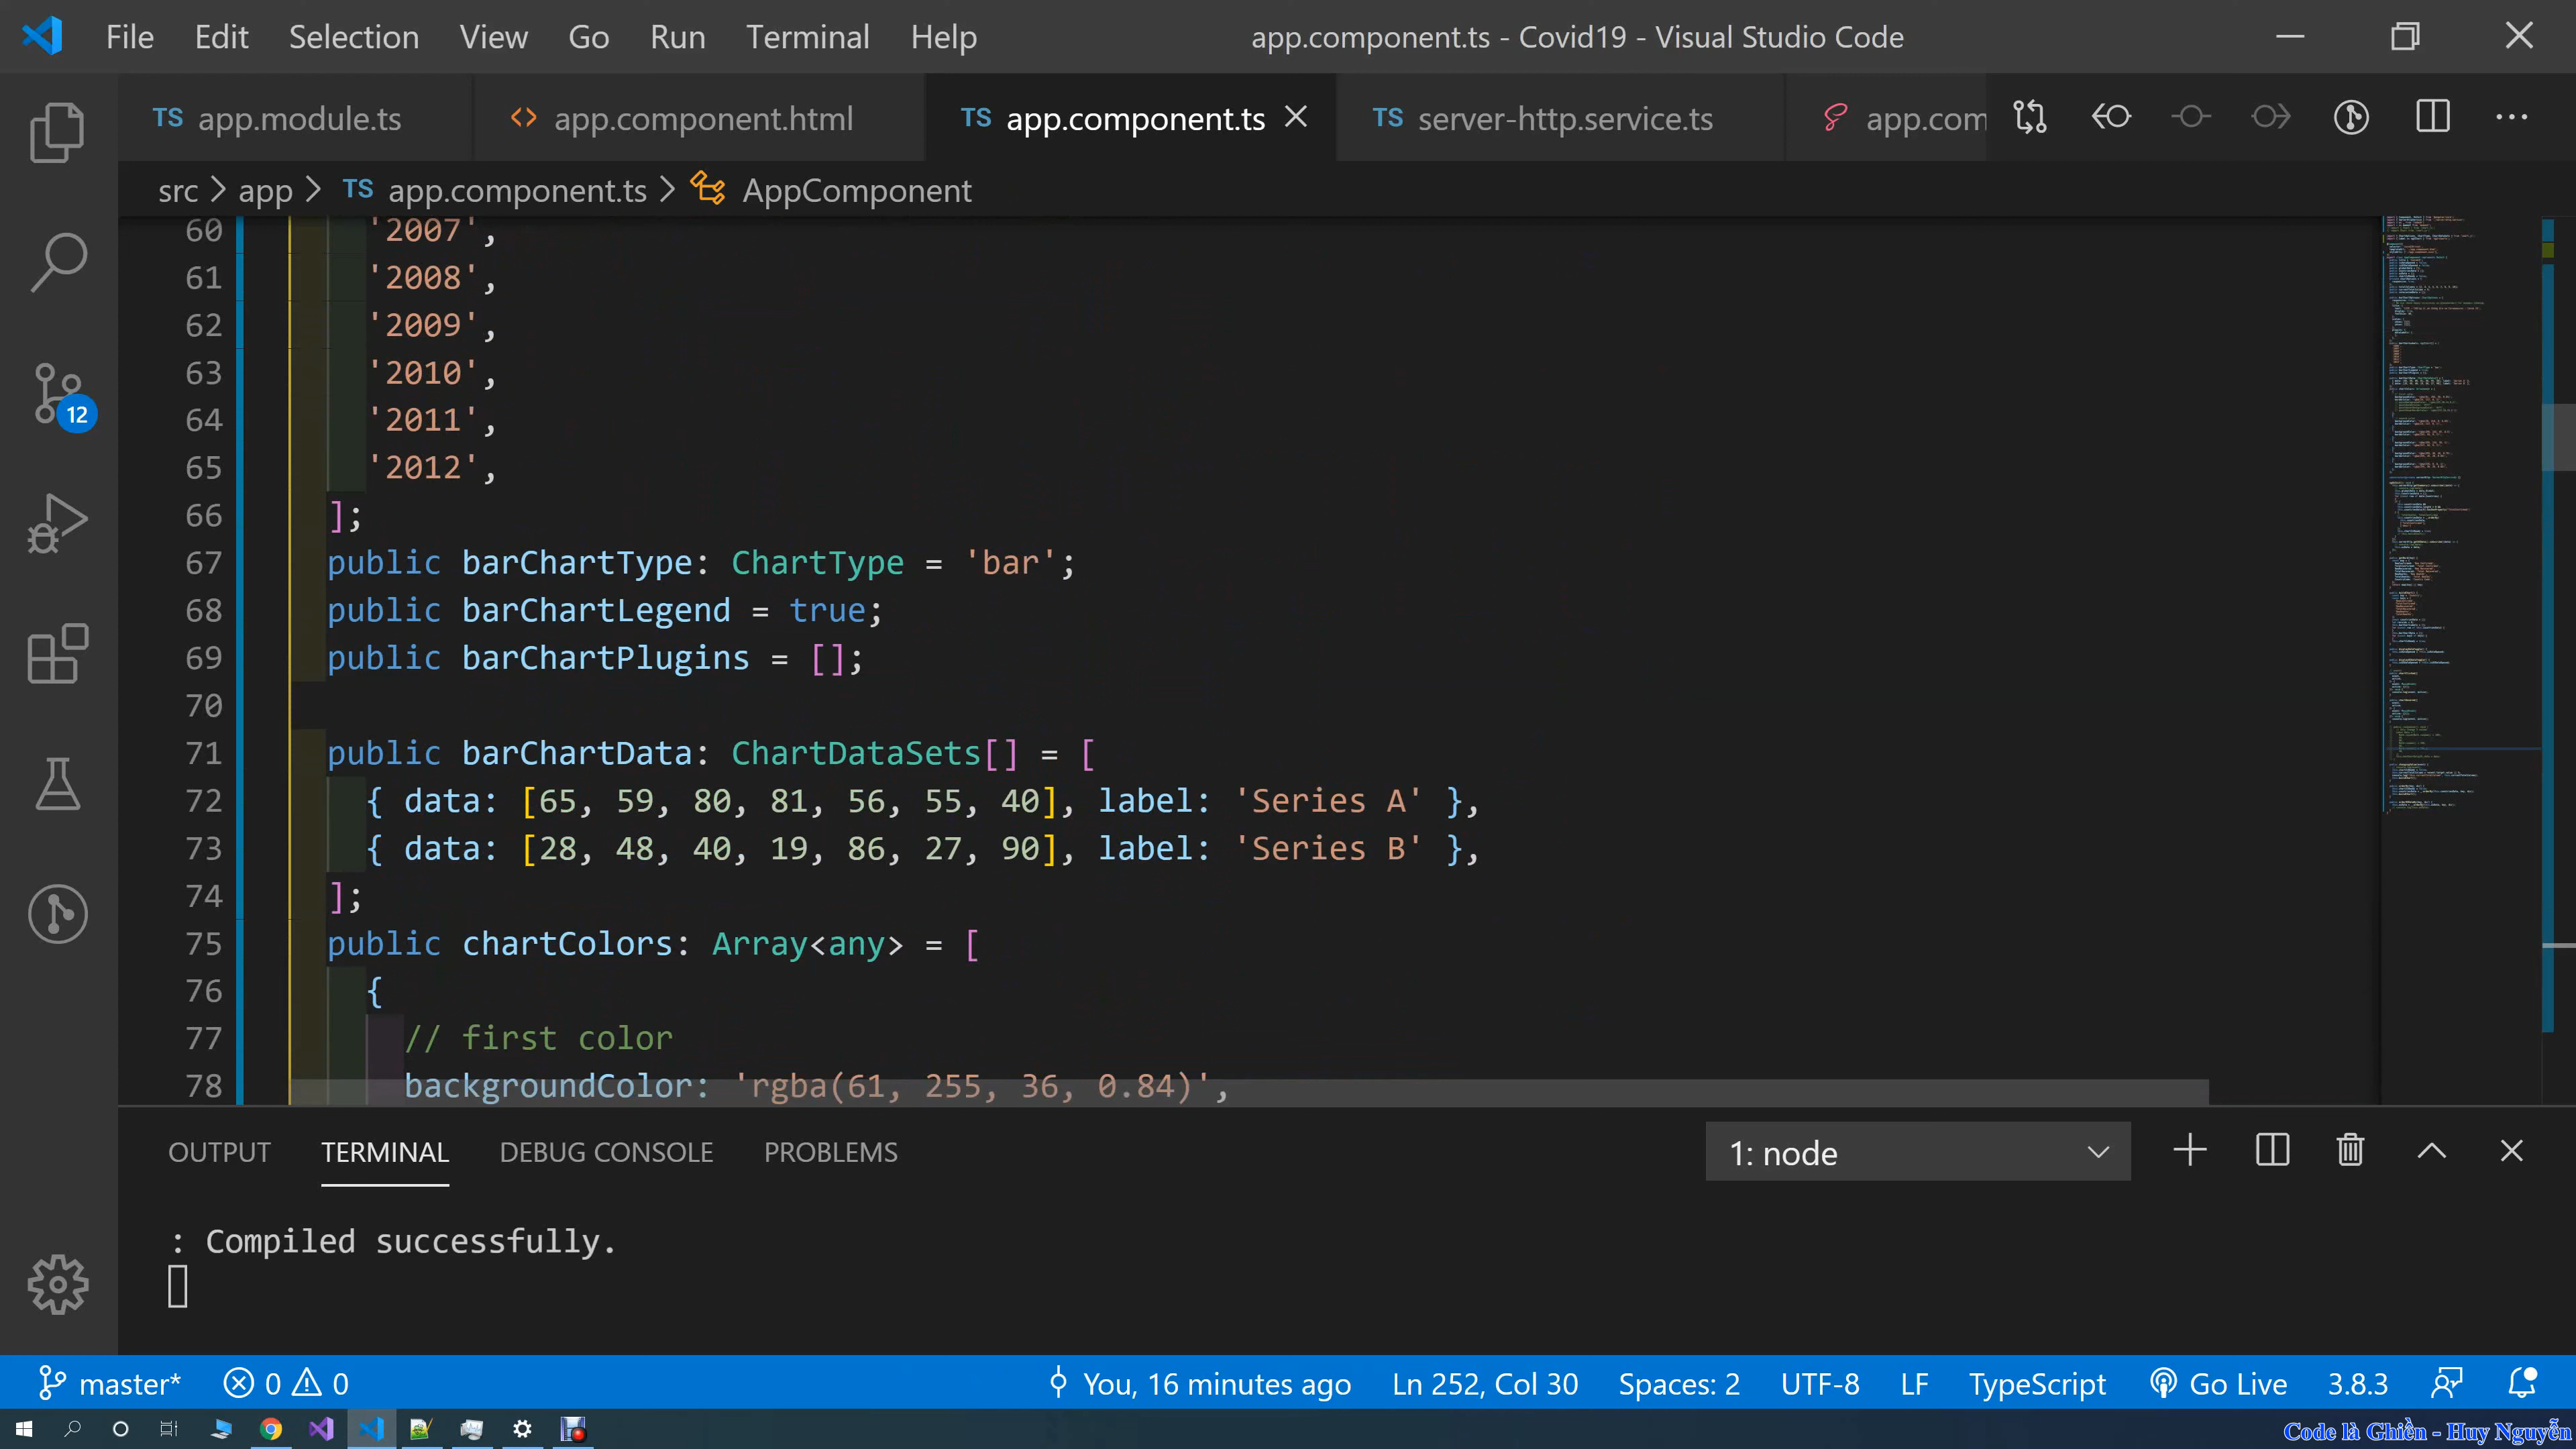 File Edit Selection View Go Run Terminal Help app.component.ts - Covid19 - Visual Studio Code
TS app.module.ts <> app.component.html TS app.component.ts TS server-http.service.ts app.com
src > app > TS app.component.ts > AppComponent
60 '2007',
61 '2008',
62 '2009',
63 '2010',
64 '2011',
65 '2012',
66 ];
67 public barChartType: ChartType = 'bar';
68 public barChartLegend = true;
69 public barChartPlugins = [];
70
71 public barChartData: ChartDataSets[] = [
72 { data: [65, 59, 80, 81, 56, 55, 40], label: 'Series A' },
73 { data: [28, 48, 40, 19, 86, 27, 90], label: 'Series B' },
74 ];
75 public chartColors: Array<any> = [
76 {
77 // first color
78 backgroundColor: 'rgba(61, 255, 36, 0.84)',
12
OUTPUT TERMINAL DEBUG CONSOLE PROBLEMS 1: node
: Compiled successfully.
master* 0 0 You, 16 minutes ago Ln 252, Col 30 Spaces: 2 UTF-8 LF TypeScript Go Live 3.8.3
Code là Ghiền - Huy Nguyễn